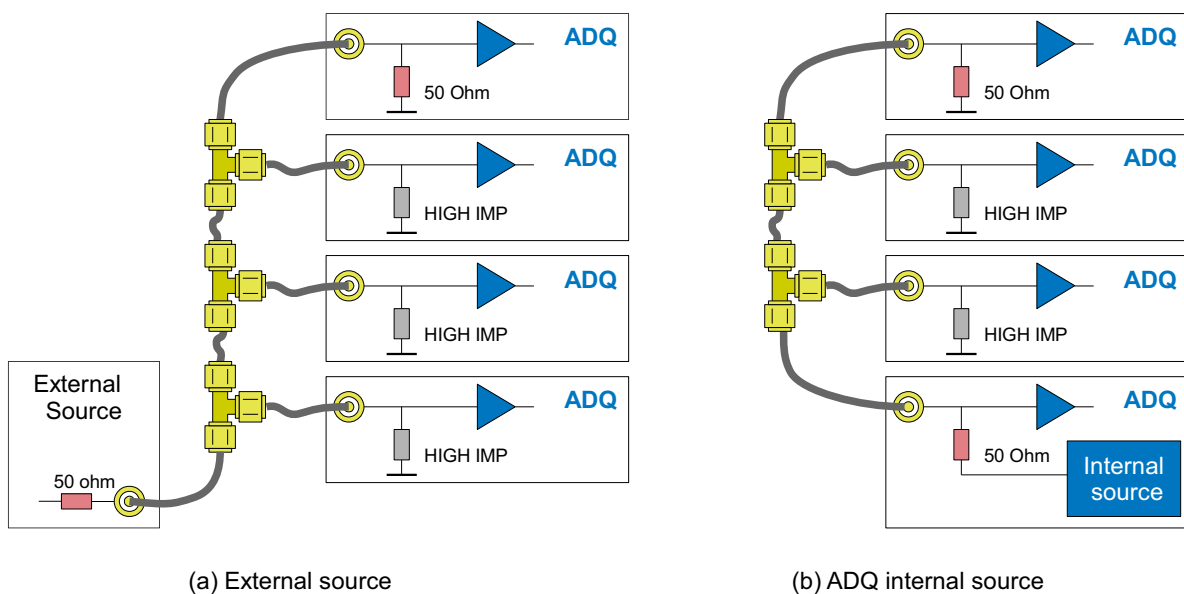 ADQ
50 Ohm
ADQ
HIGH IMP
ADQ
HIGH IMP
ADQ
HIGH IMP
External
Source
50 ohm
(a) External source
ADQ
50 Ohm
ADQ
HIGH IMP
ADQ
HIGH IMP
ADQ
50 Ohm
Internal
source
(b) ADQ internal source